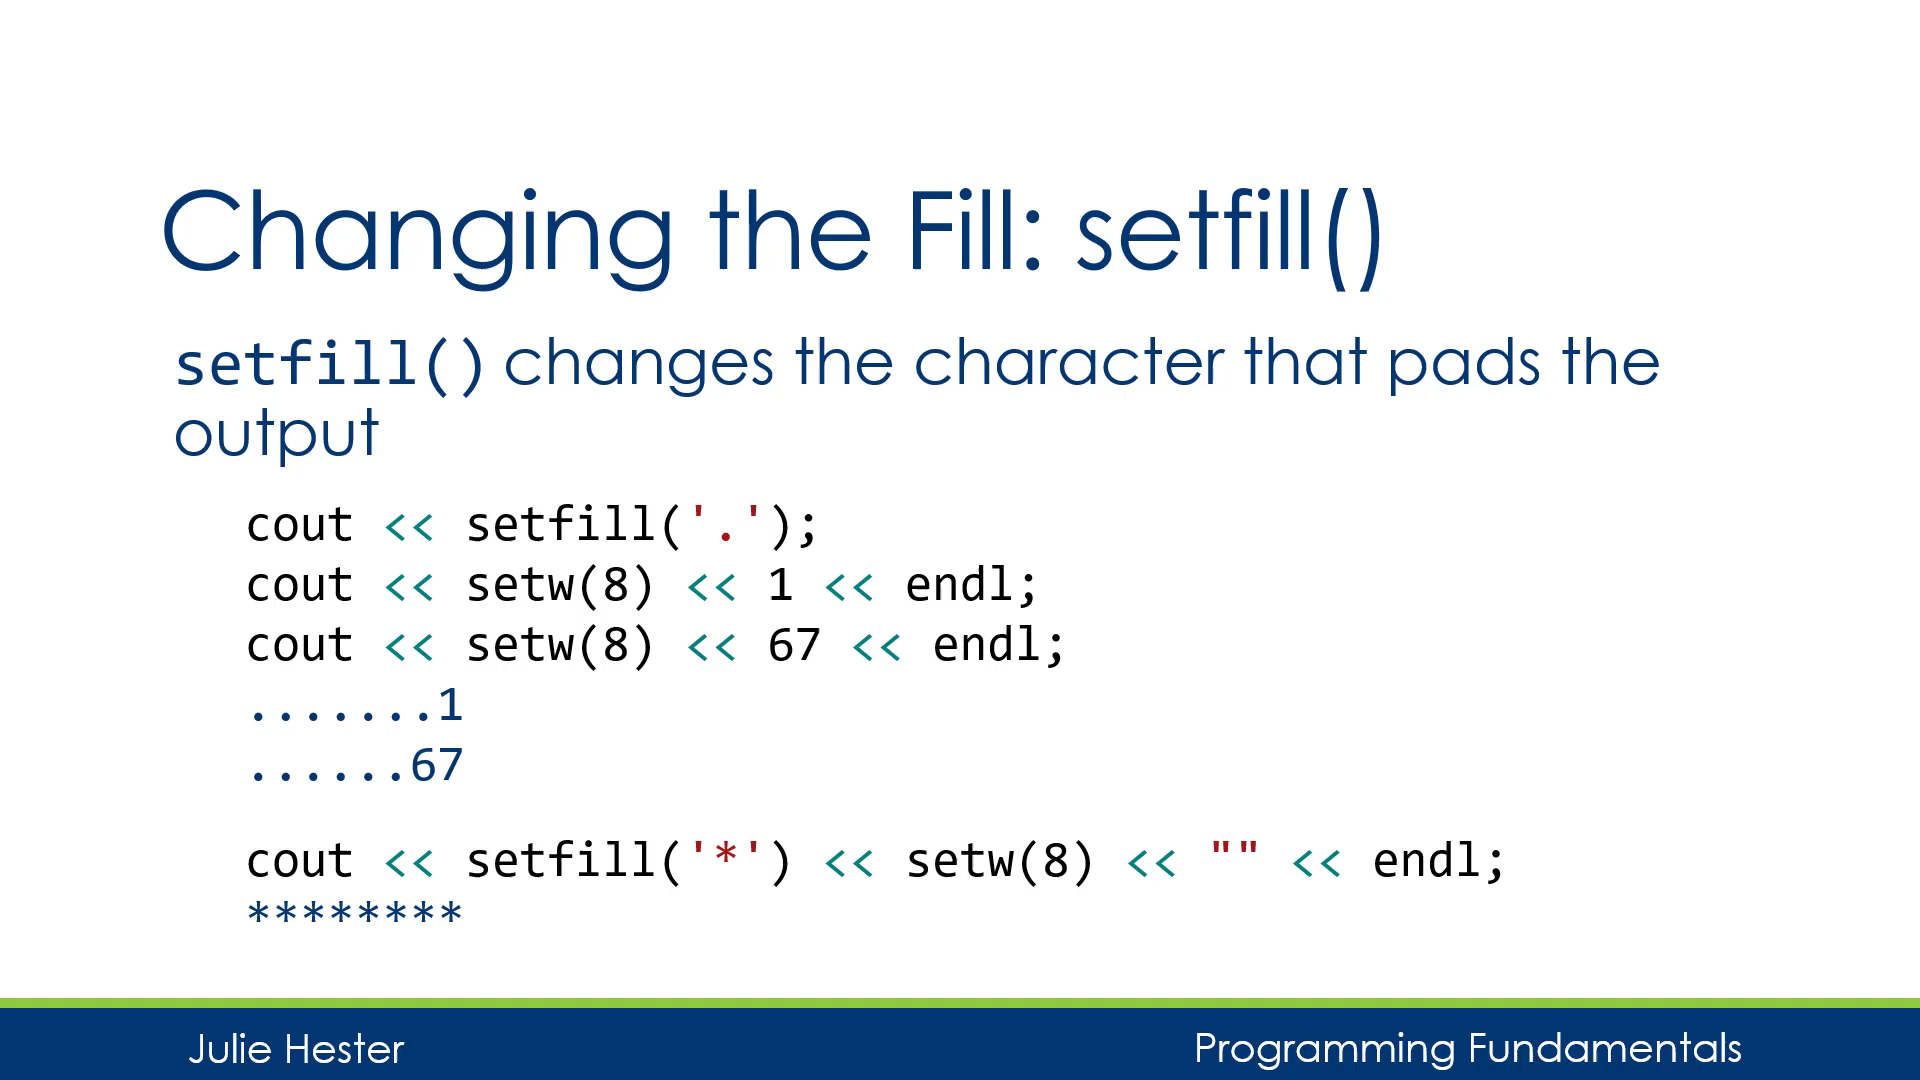 Changing the Fill: setfill()
setfill() changes the character that pads the
output
cout << setfill('.');
cout << setw(8) << 1 << endl;
cout << setw(8) << 67 << endl;
.......1
......67
cout << setfill('*') << setw(8) << "" << endl;
********
Julie Hester
Programming Fundamentals